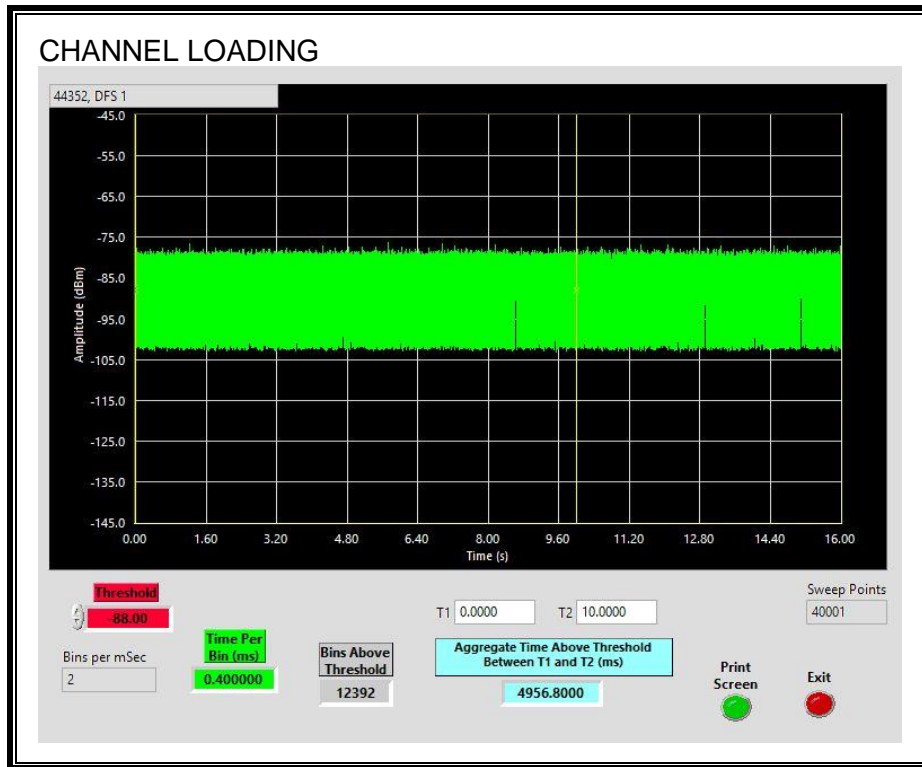 CHANNEL LOADING
44352, DFS 1
-45.0
-55.0
-65.0
-75.0
-85.0
-95.0
-105.0
-115.0
-125.0
-135.0
-145.0
Amplitude (dBm)
0.00 1.60 3.20 4.80 6.40 8.00 9.60 11.20 12.80 14.40 16.00
Time (s)
Threshold
-88.00
Bins per mSec
2
Time Per
Bin (ms)
0.400000
Bins Above
Threshold
12392
T1 0.0000 T2 10.0000
Aggregate Time Above Threshold
Between T1 and T2 (ms)
4956.8000
Sweep Points
40001
Print
Screen
Exit